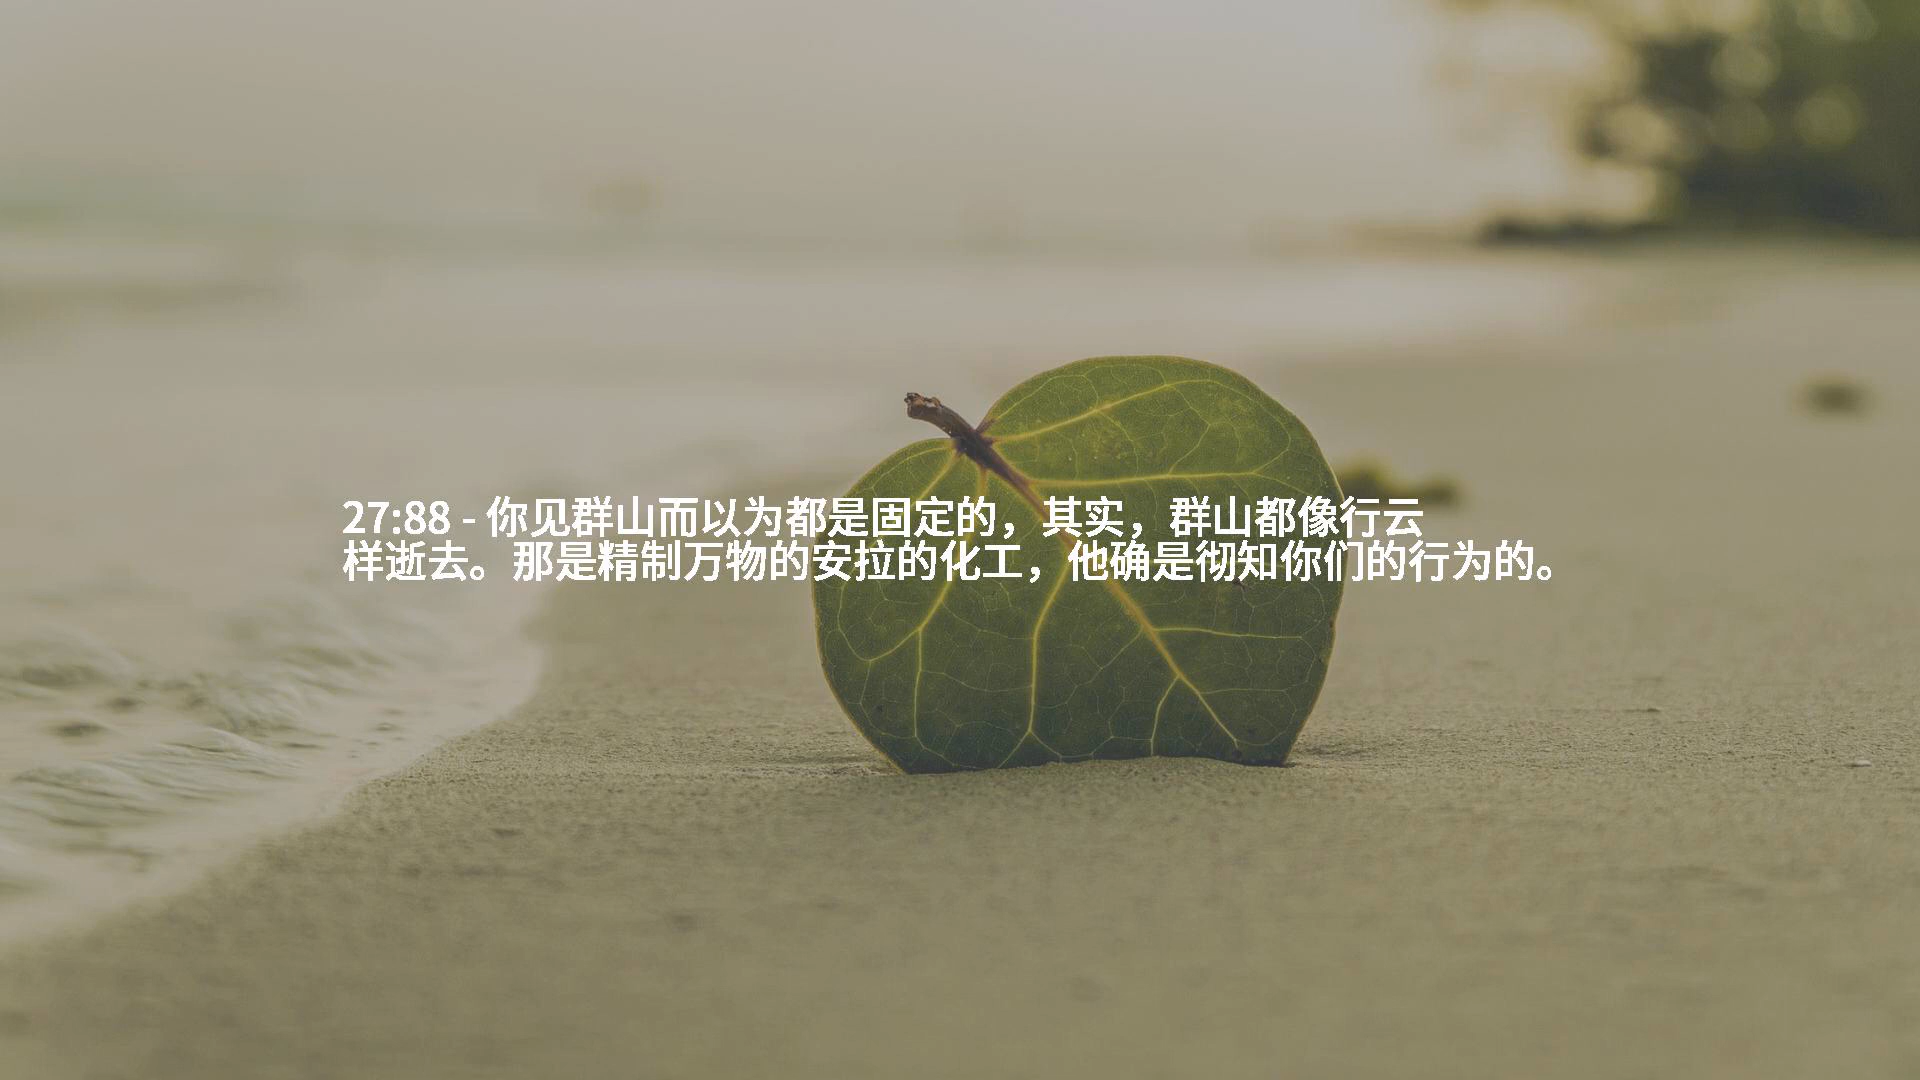 27:88 - 你见群山而以为都是固定的，其实，群山都像行云
样逝去。那是精制万物的安拉的化工，他确是彻知你们的行为的。